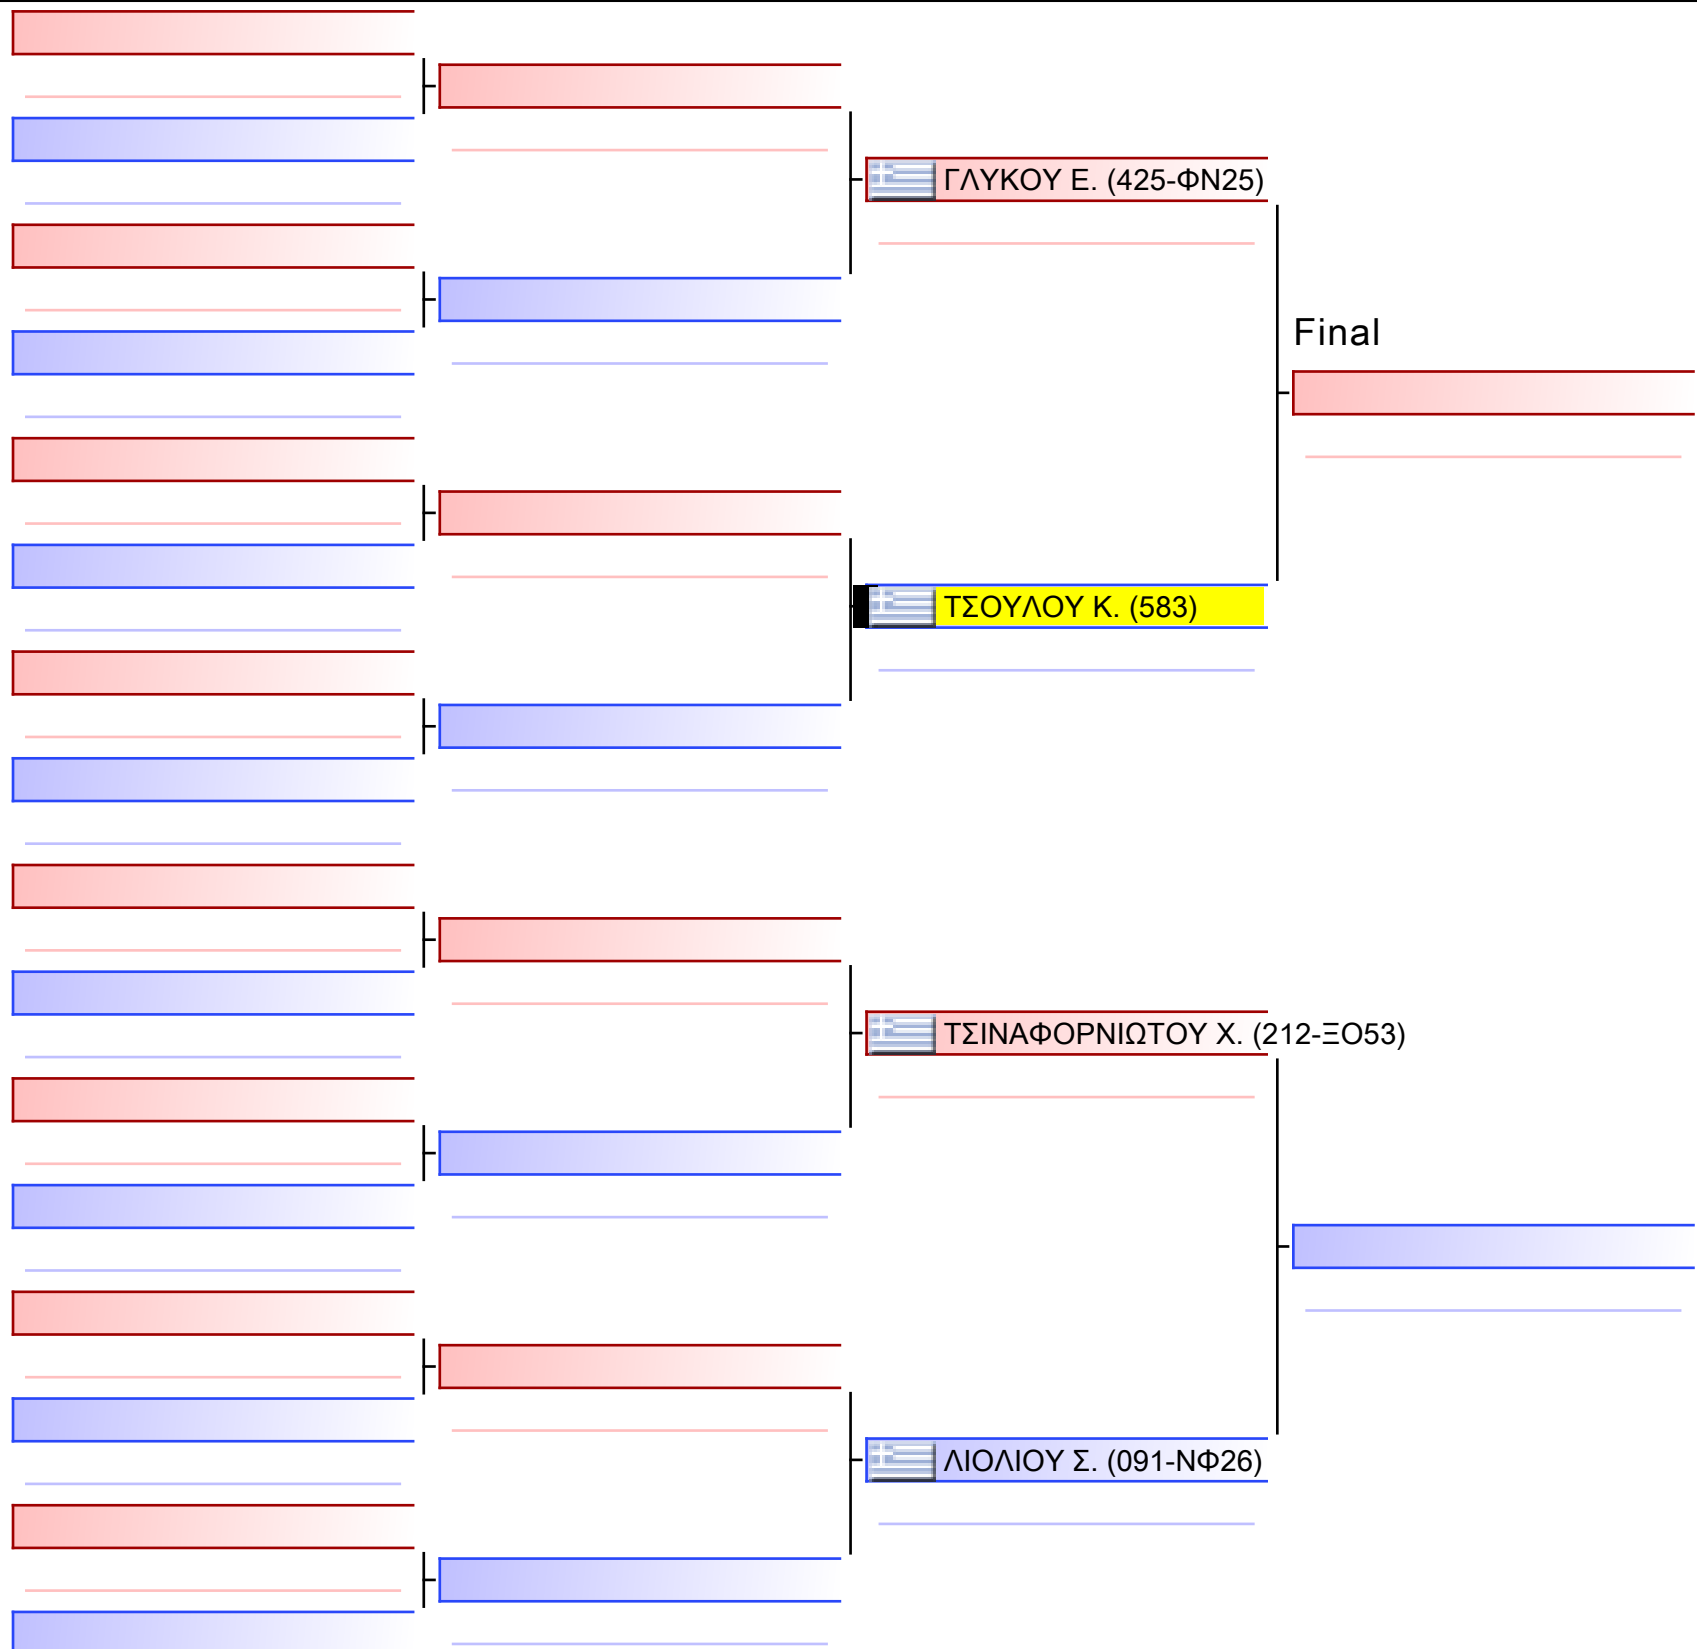 ΓΛΥΚΟΥ Ε. (425-ΦΝ25)
Final
ΤΣΟΥΛΟΥ Κ. (583)
ΤΣΙΝΑΦΟΡΝΙΩΤΟΥ Χ. (212-ΞΟ53)
ΛΙΟΛΙΟΥ Σ. (091-ΝΦ26)